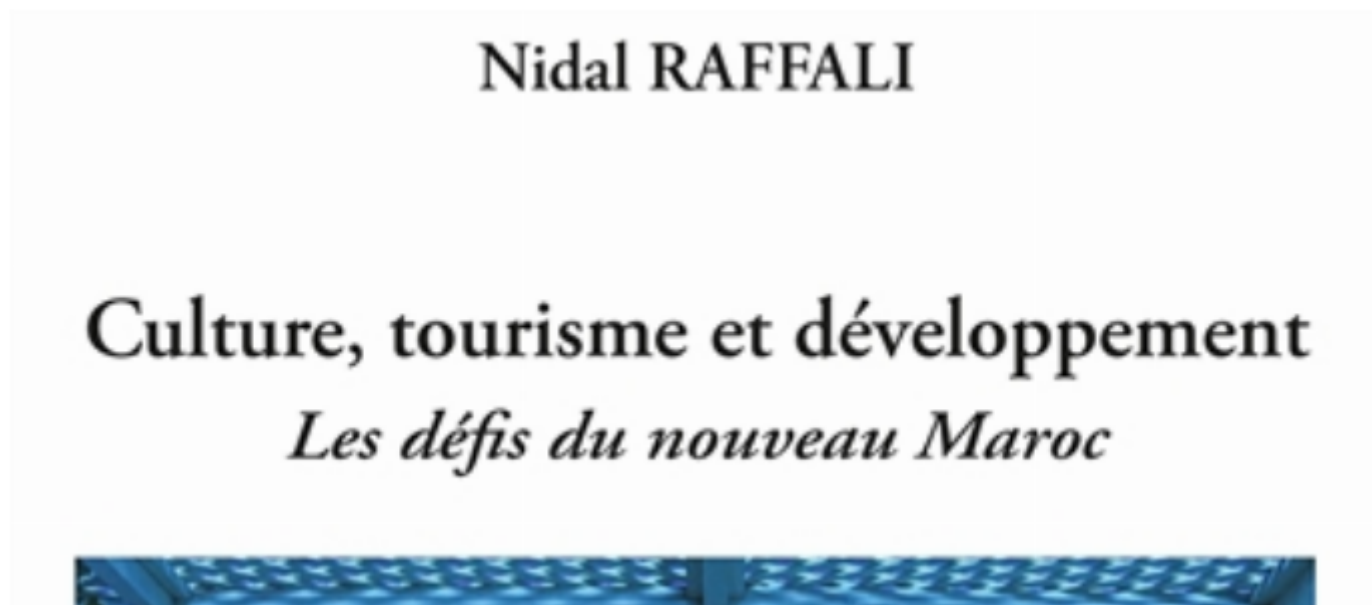 Nidal RAFFALI
Culture, tourisme et développement
Les défis du nouveau Maroc